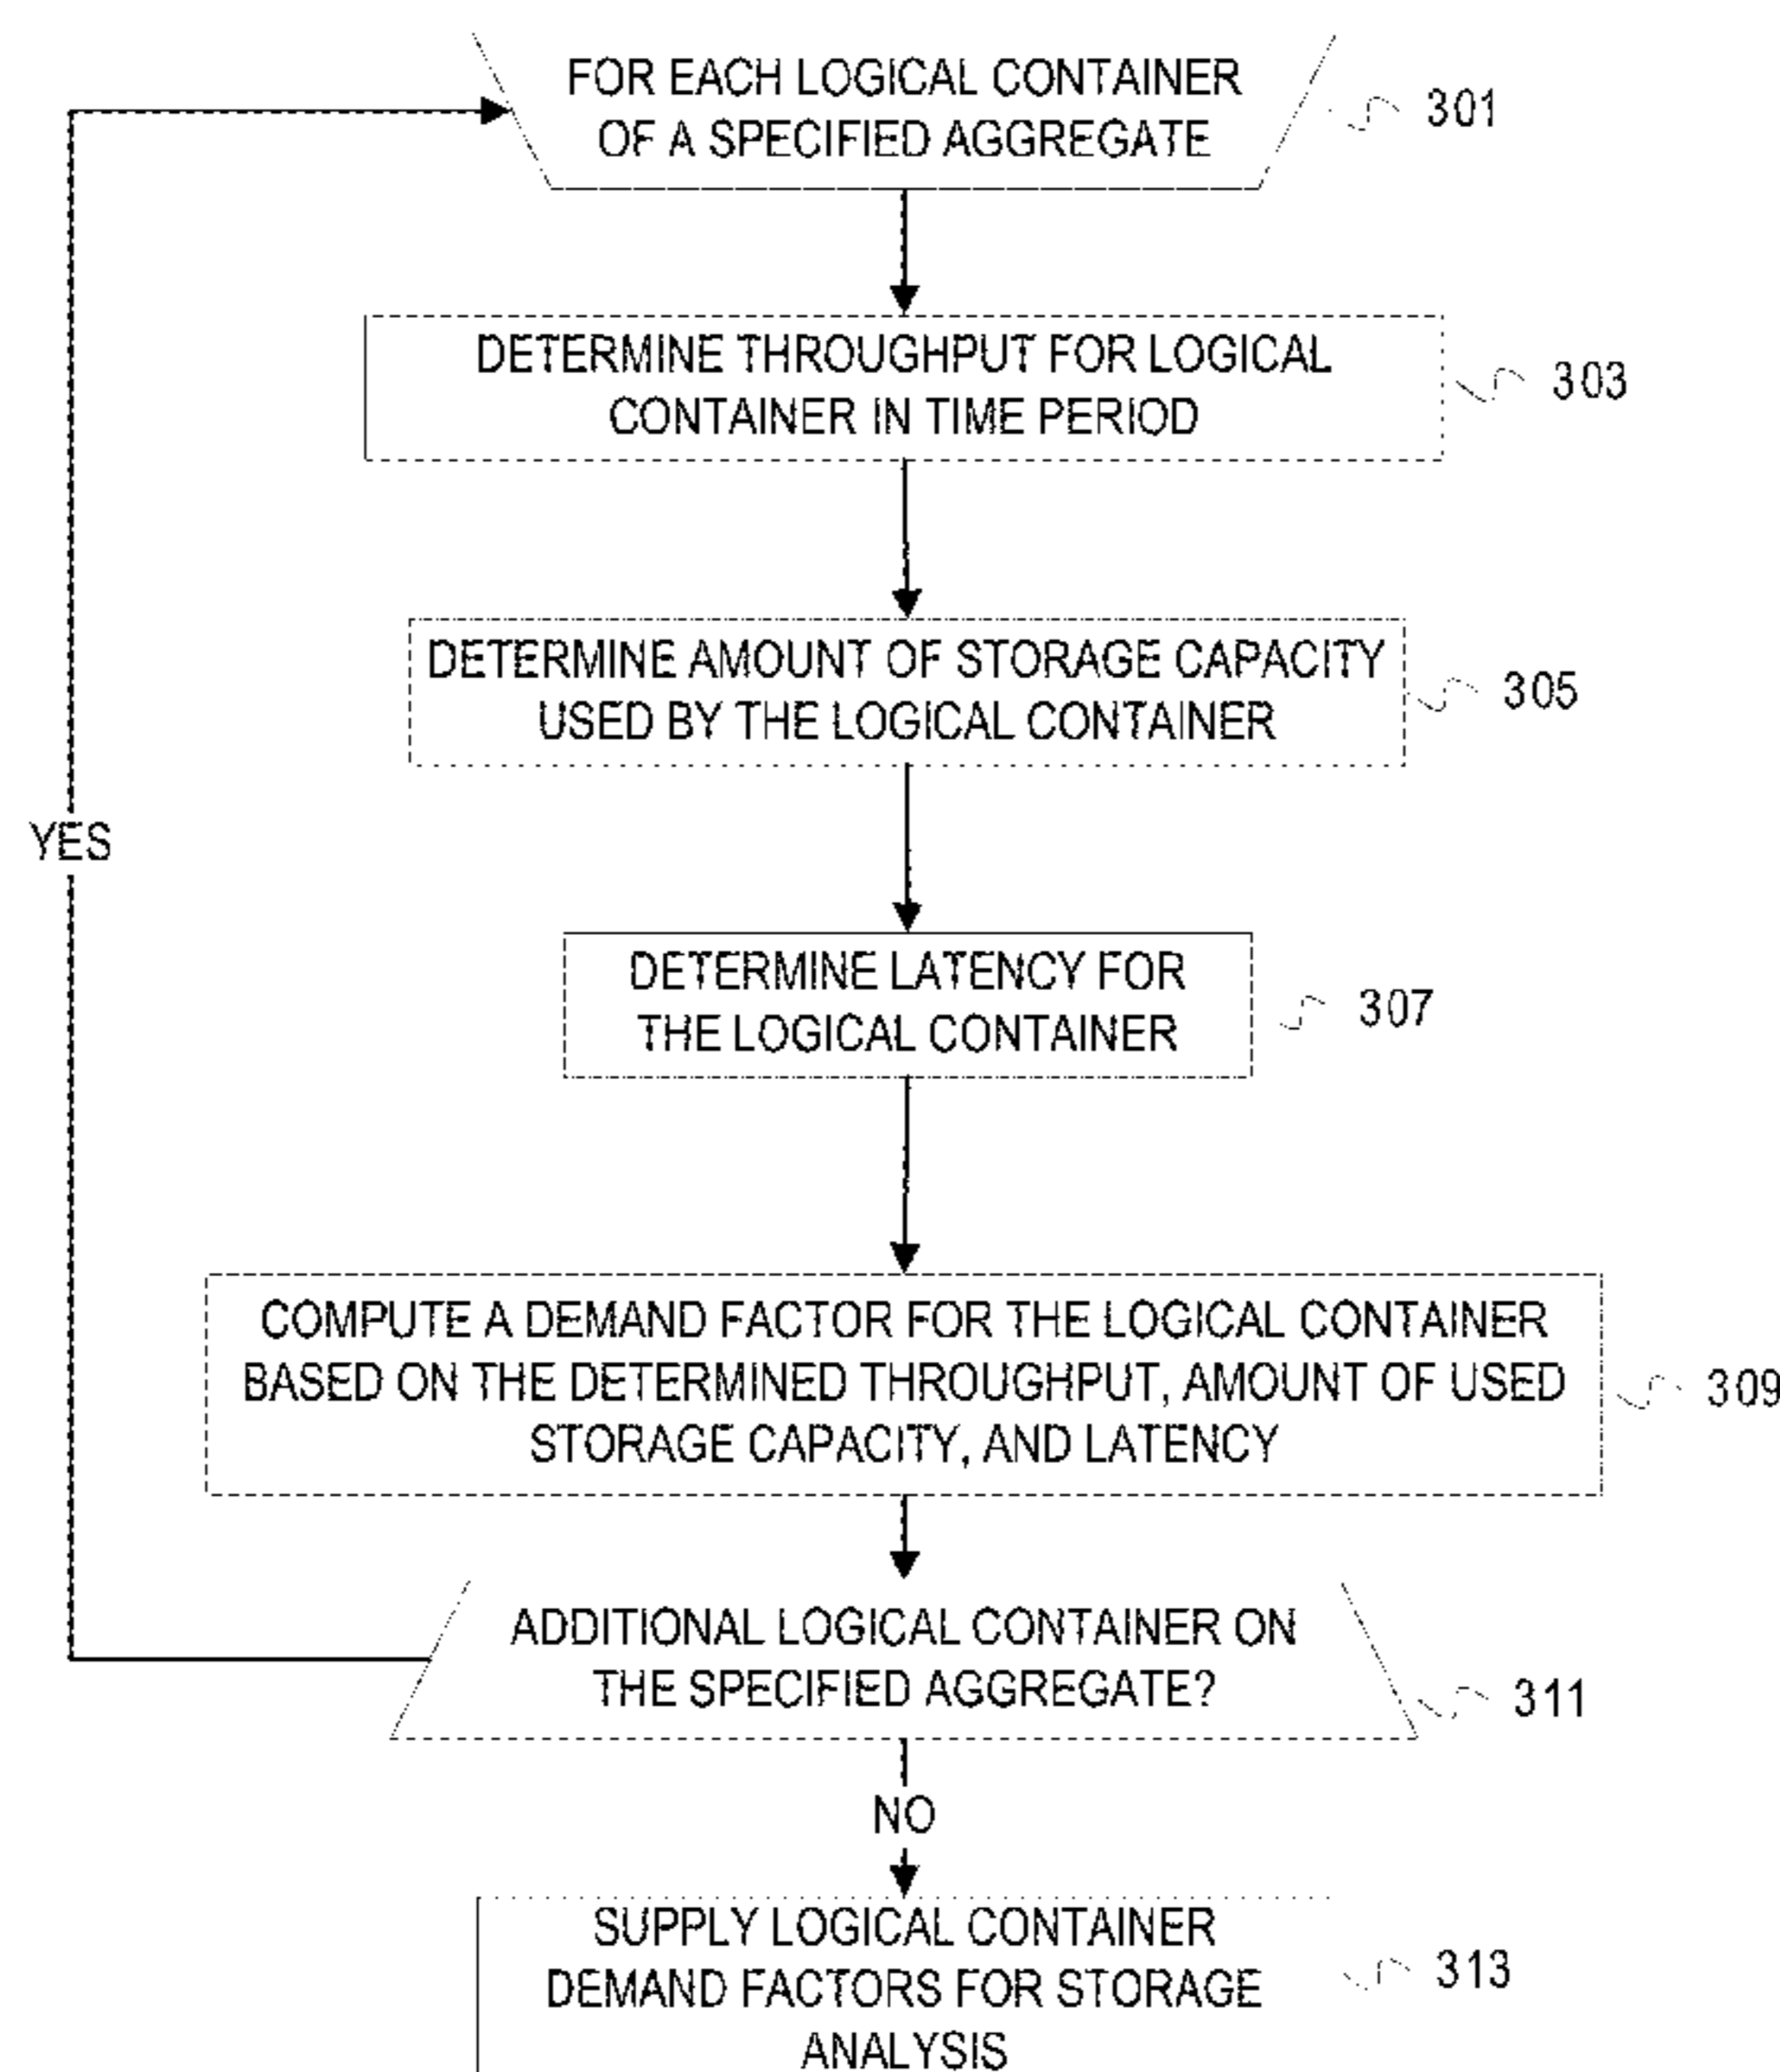 FOR EACH LOGICAL CONTAINER
OF A SPECIFIED AGGREGATE
301
DETERMINE THROUGHPUT FOR LOGICAL
CONTAINER IN TIME PERIOD
303
DETERMINE AMOUNT OF STORAGE CAPACITY
USED BY THE LOGICAL CONTAINER
305
YES
DETERMINE LATENCY FOR
THE LOGICAL CONTAINER
307
COMPUTE A DEMAND FACTOR FOR THE LOGICAL CONTAINER
BASED ON THE DETERMINED THROUGHPUT, AMOUNT OF USED
STORAGE CAPACITY, AND LATENCY
309
ADDITIONAL LOGICAL CONTAINER ON
THE SPECIFIED AGGREGATE?
311
NO
SUPPLY LOGICAL CONTAINER
DEMAND FACTORS FOR STORAGE
ANALYSIS
313